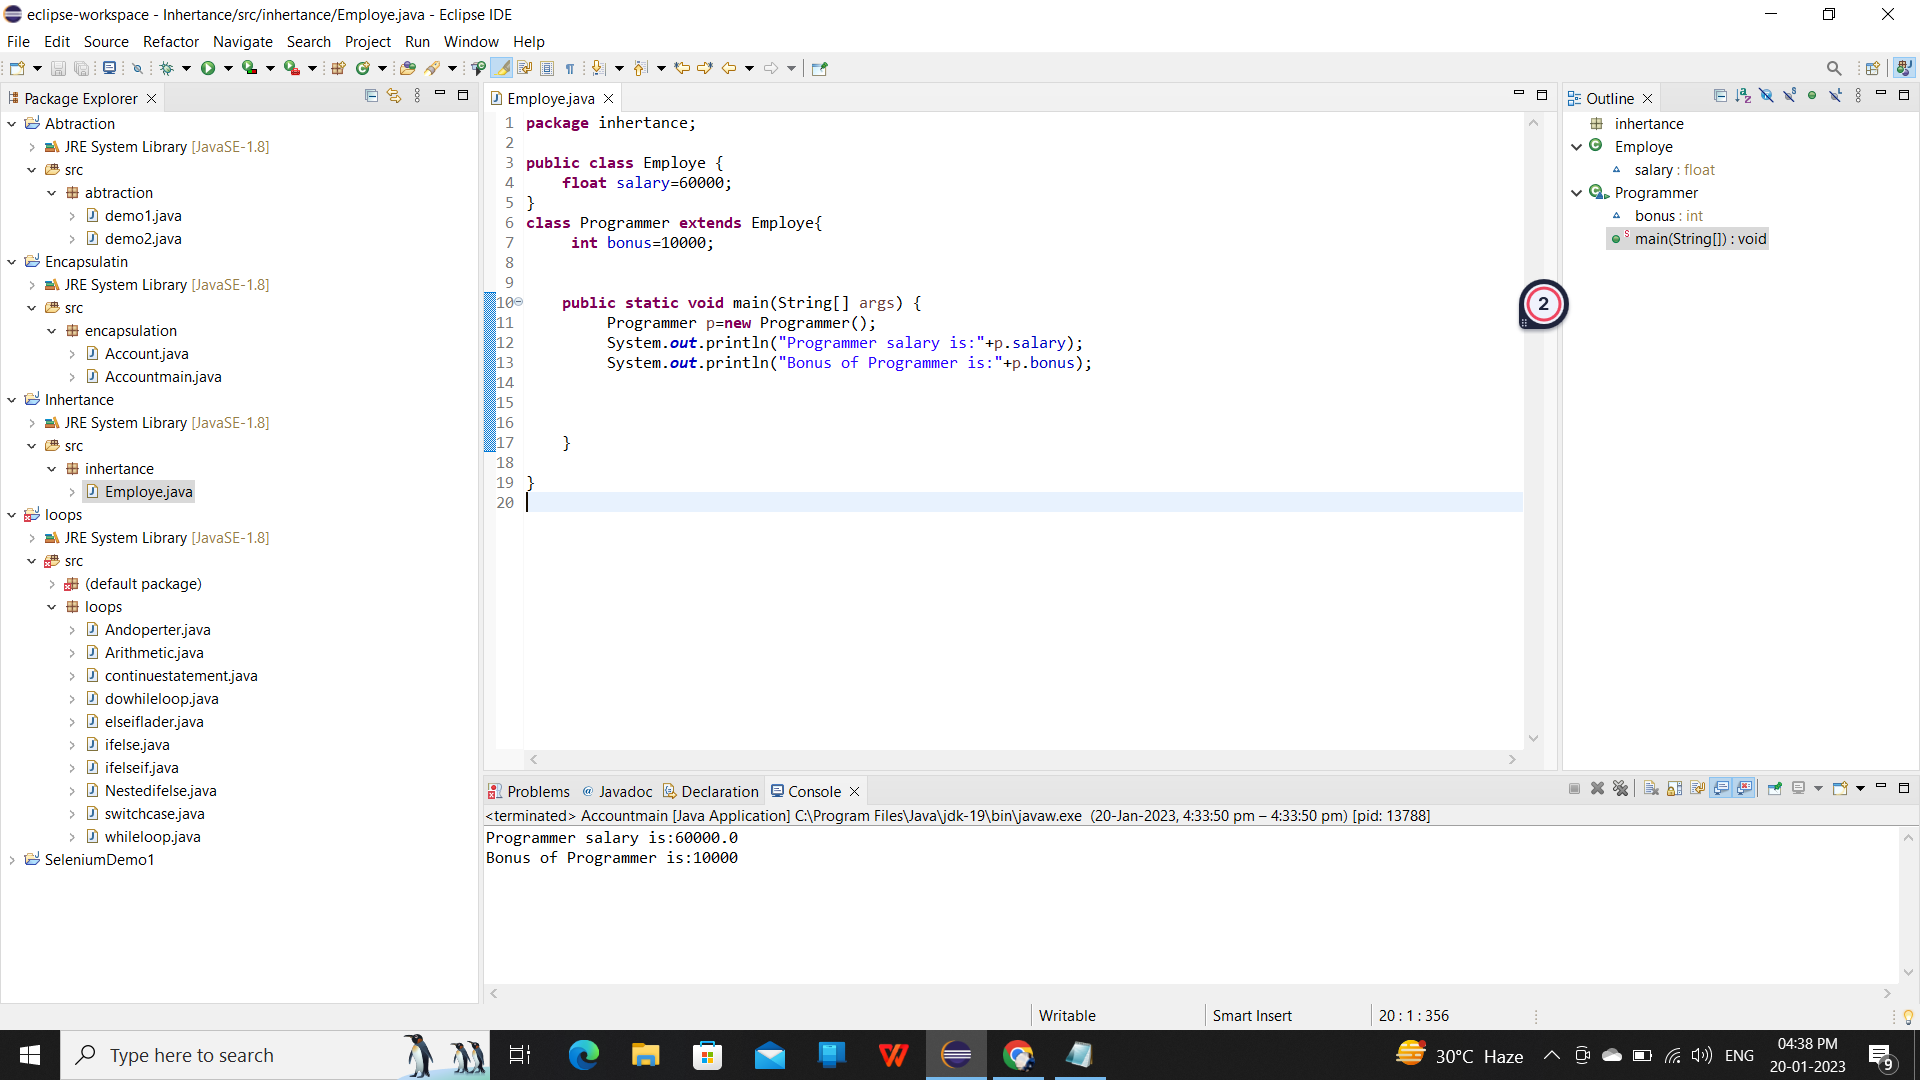 eclipse-workspace - Inhertance/src/inhertance/Employe.java - Eclipse IDE
File Edit Source Refactor Navigate Search Project Run Window Help
Package Explorer
Abtraction
JRE System Library [JavaSE-1.8]
src
abtraction
demo1.java
demo2.java
Encapsulatin
JRE System Library [JavaSE-1.8]
src
encapsulation
Account.java
Accountmain.java
Inhertance
JRE System Library [JavaSE-1.8]
src
inhertance
Employe.java
loops
JRE System Library [JavaSE-1.8]
src
(default package)
loops
Andoperter.java
Arithmetic.java
continuestatement.java
dowhileloop.java
elseiflader.java
ifelse.java
ifelseif.java
Nestedifelse.java
switchcase.java
whileloop.java
SeleniumDemo1
Employe.java
1 package inhertance;
2
3 public class Employe {
4     float salary=60000;
5 }
6 class Programmer extends Employe{
7      int bonus=10000;
8
9
10     public static void main(String[] args) {
11          Programmer p=new Programmer();
12          System.out.println("Programmer salary is:"+p.salary);
13          System.out.println("Bonus of Programmer is:"+p.bonus);
14
15
16
17     }
18
19 }
20
2
Outline
inhertance
Employe
salary : float
Programmer
bonus : int
main(String[]) : void
Problems Javadoc Declaration Console
<terminated> Accountmain [Java Application] C:\Program Files\Java\jdk-19\bin\javaw.exe (20-Jan-2023, 4:33:50 pm – 4:33:50 pm) [pid: 13788]
Programmer salary is:60000.0
Bonus of Programmer is:10000
Writable Smart Insert 20 : 1 : 356
Type here to search
30°C Haze
ENG
04:38 PM
20-01-2023
9